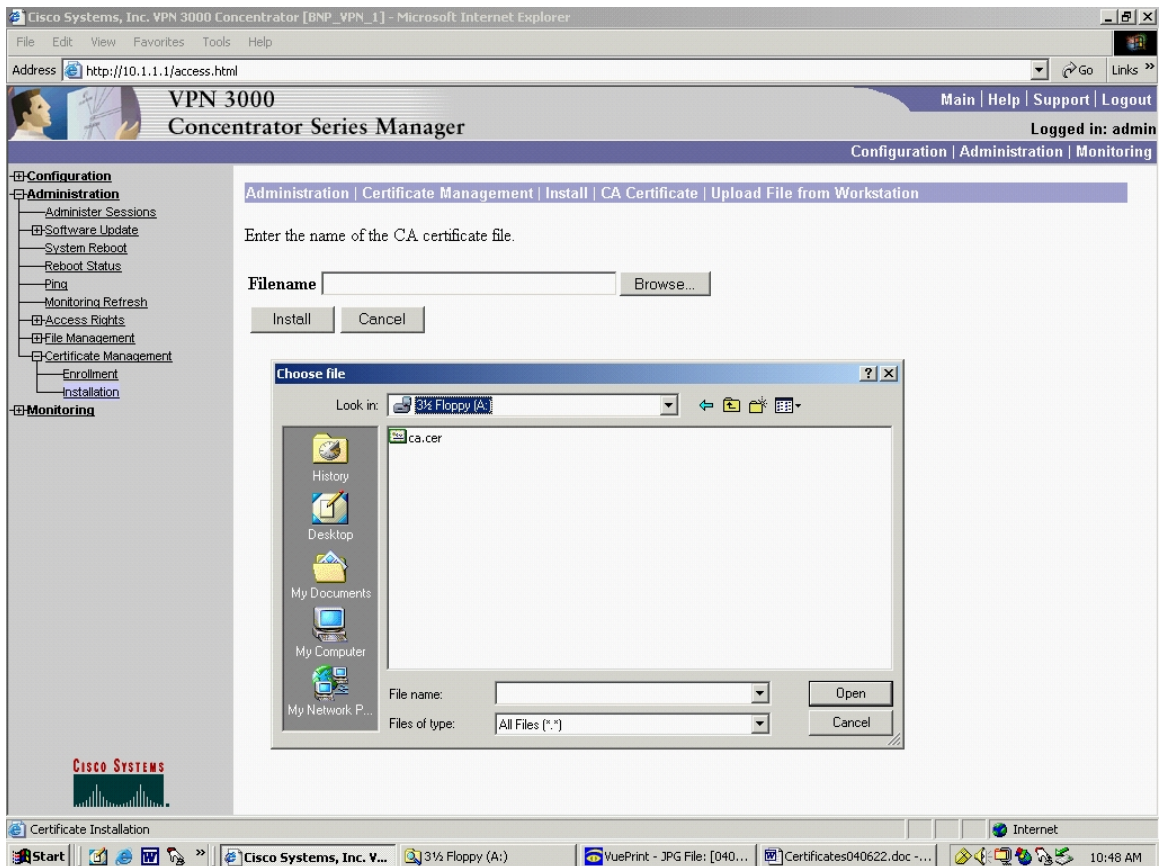 Cisco Systems, Inc. VPN 3000 Concentrator [BNP_VPN_1] - Microsoft Internet Explorer
File Edit View Favorites Tools Help
Address http://10.1.1.1/access.html Go Links »
VPN 3000
Concentrator Series Manager
Main | Help | Support | Logout
Logged in: admin
Configuration | Administration | Monitoring
Configuration
Administration
Administer Sessions
Software Update
System Reboot
Reboot Status
Ping
Monitoring Refresh
Access Rights
File Management
Certificate Management
Enrollment
Installation
Monitoring
Administration | Certificate Management | Install | CA Certificate | Upload File from Workstation
Enter the name of the CA certificate file.
Filename Browse...
Install Cancel
Choose file
Look in: 3½ Floppy (A:)
ca.cer
History
Desktop
My Documents
My Computer
My Network P...
File name: Open
Files of type: All Files (*.*) Cancel
CISCO SYSTEMS
Certificate Installation Internet
Start » Cisco Systems, Inc. V... 3½ Floppy (A:) VuePrint - JPG File: [040... Certificates040622.doc -... 10:48 AM